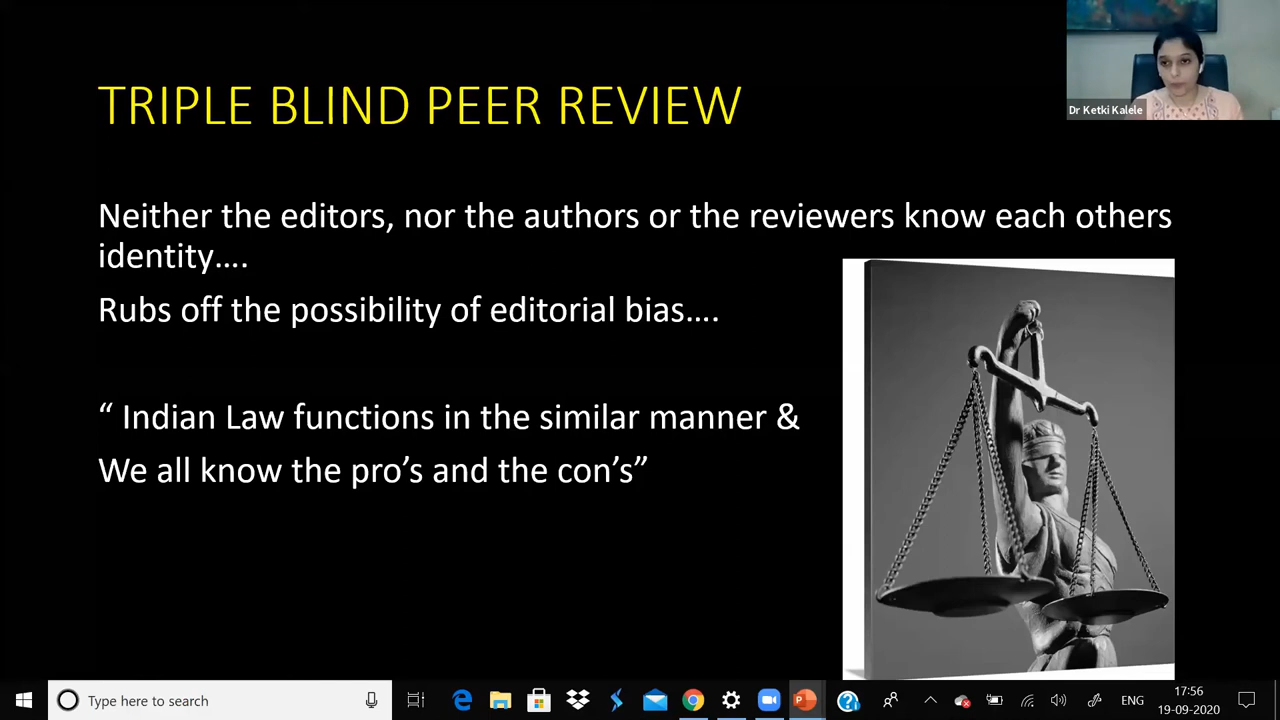 Dr Ketki Kalele
TRIPLE BLIND PEER REVIEW
Neither the editors, nor the authors or the reviewers know each others
identity….
Rubs off the possibility of editorial bias….
“ Indian Law functions in the similar manner &
We all know the pro’s and the con’s”
Type here to search
ENG
17:56
19-09-2020